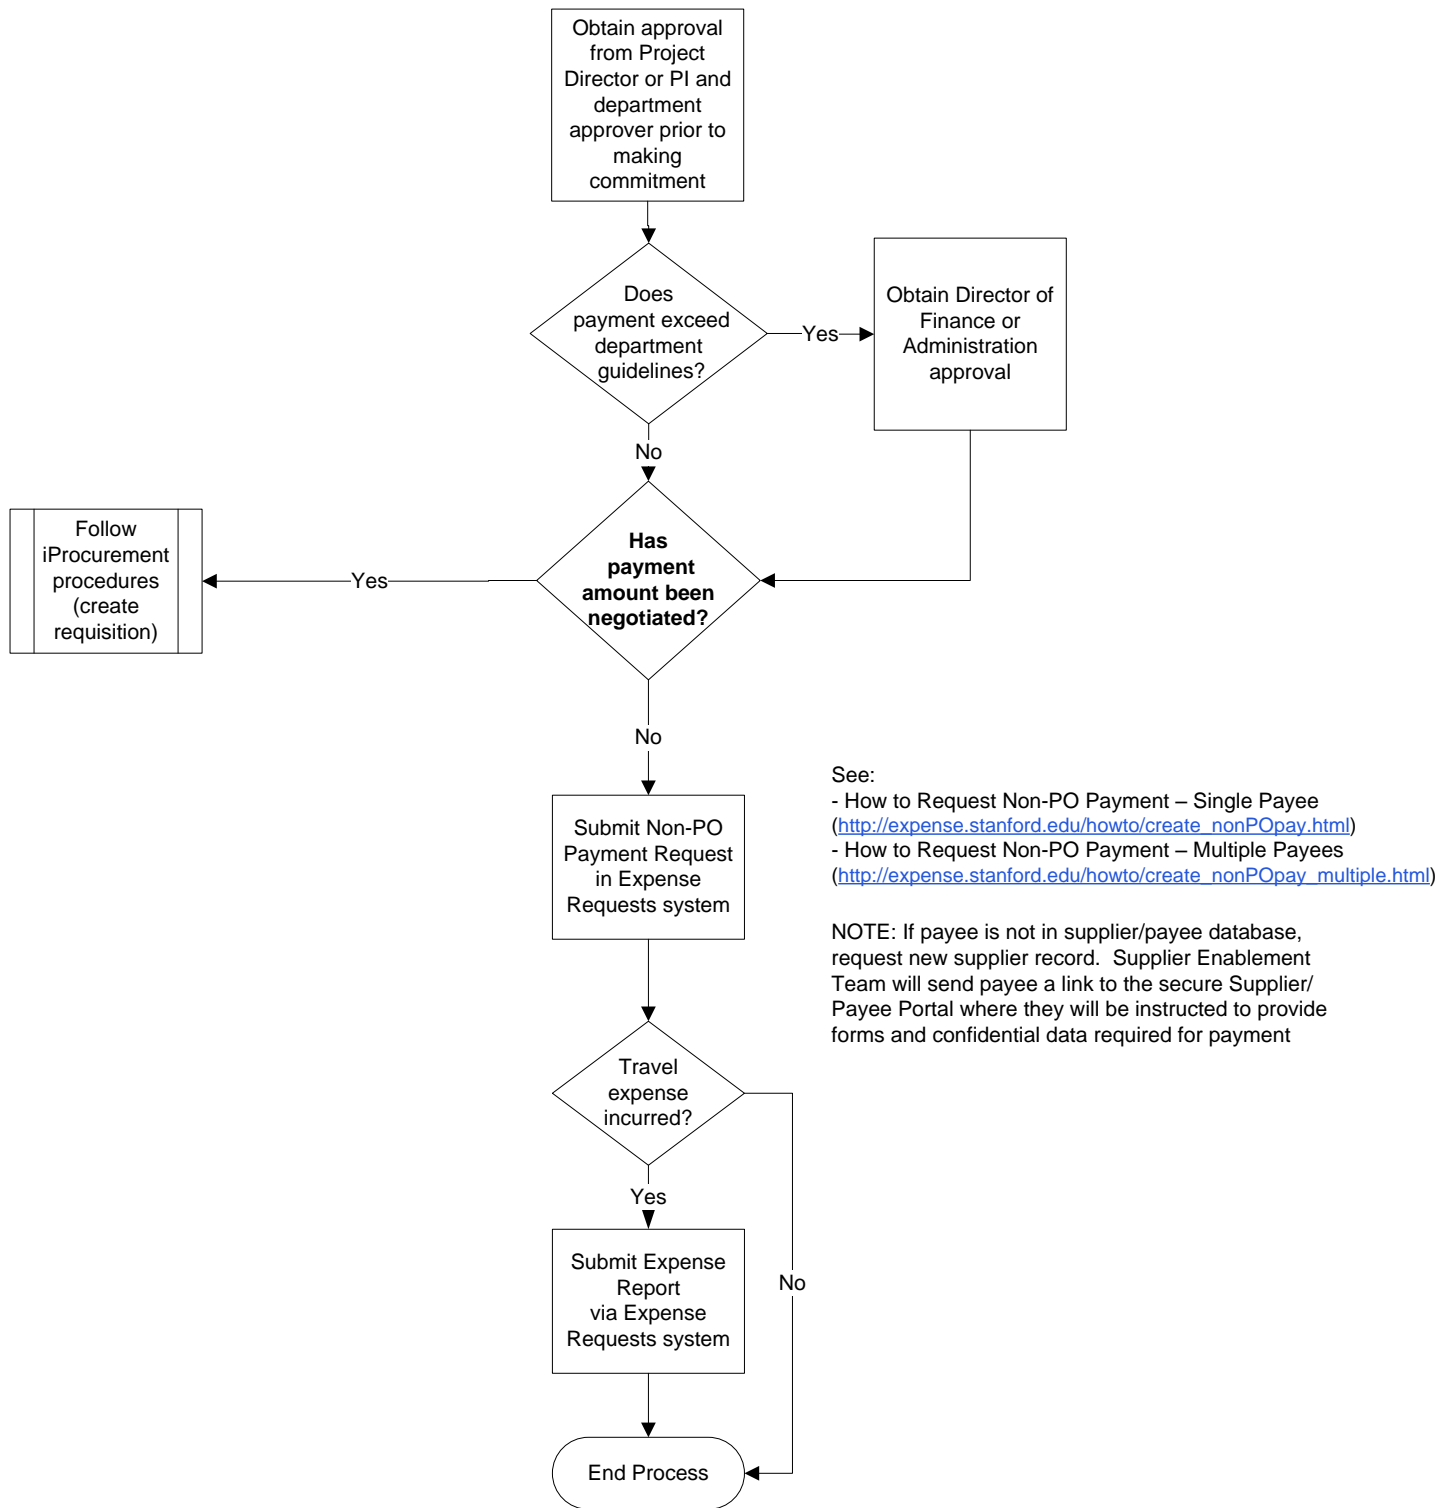 Obtain approval
from Project
Director or PI and
department
approver prior to
making
commitment
Does
payment exceed
department
guidelines?
Yes
Obtain Director of
Finance or
Administration
approval
No
Has
payment
amount been
negotiated?
Yes
Follow
iProcurement
procedures
(create
requisition)
No
Submit Non-PO
Payment Request
in Expense
Requests system
See:
- How to Request Non-PO Payment – Single Payee
(http://expense.stanford.edu/howto/create_nonPOpay.html)
- How to Request Non-PO Payment – Multiple Payees
(http://expense.stanford.edu/howto/create_nonPOpay_multiple.html)
NOTE: If payee is not in supplier/payee database,
request new supplier record.  Supplier Enablement
Team will send payee a link to the secure Supplier/
Payee Portal where they will be instructed to provide
forms and confidential data required for payment
Travel
expense
incurred?
Yes
No
Submit Expense
Report
via Expense
Requests system
End Process